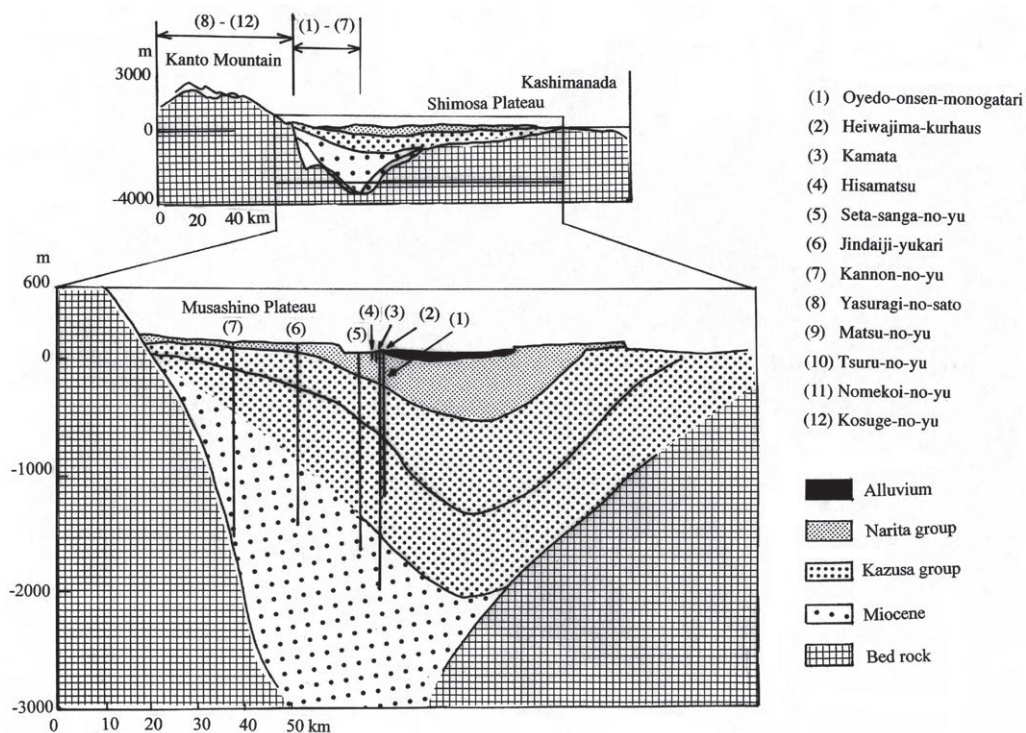 (8) - (12)
(1) - (7)
m
Kanto Mountain
3000
Kashimanada
Shimosa Plateau
0
-4000
0
20
40 km
m
600
Musashino Plateau
(4)
(3)
(2)
(1)
(7)
(6)
(5)
0
-1000
-2000
-3000
0
10
20
30
40
50 km
(1) Oyedo-onsen-monogatari
(2) Heiwajima-kurhaus
(3) Kamata
(4) Hisamatsu
(5) Seta-sanga-no-yu
(6) Jindaiji-yukari
(7) Kannon-no-yu
(8) Yasuragi-no-sato
(9) Matsu-no-yu
(10) Tsuru-no-yu
(11) Nomekoi-no-yu
(12) Kosuge-no-yu
Alluvium
Narita group
Kazusa group
Miocene
Bed rock